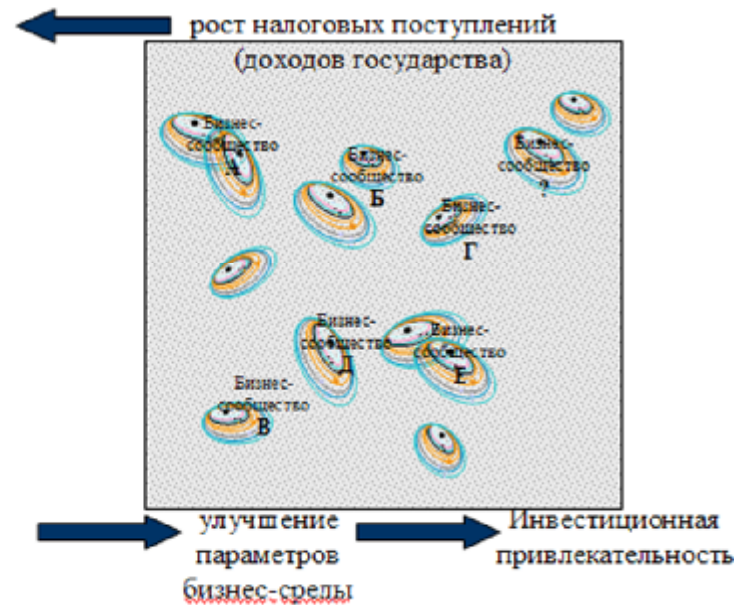 рост налоговых поступлений
(доходов государства)
Бизнес-
сообщество
А
Бизнес-
сообщество
Б
Бизнес-
сообщество
?
Бизнес-
сообщество
Г
Бизнес-
сообщество
Д
Бизнес-
сообщество
Е
Бизнес-
сообщество
В
улучшение
параметров
бизнес-среды
Инвестиционная
привлекательность